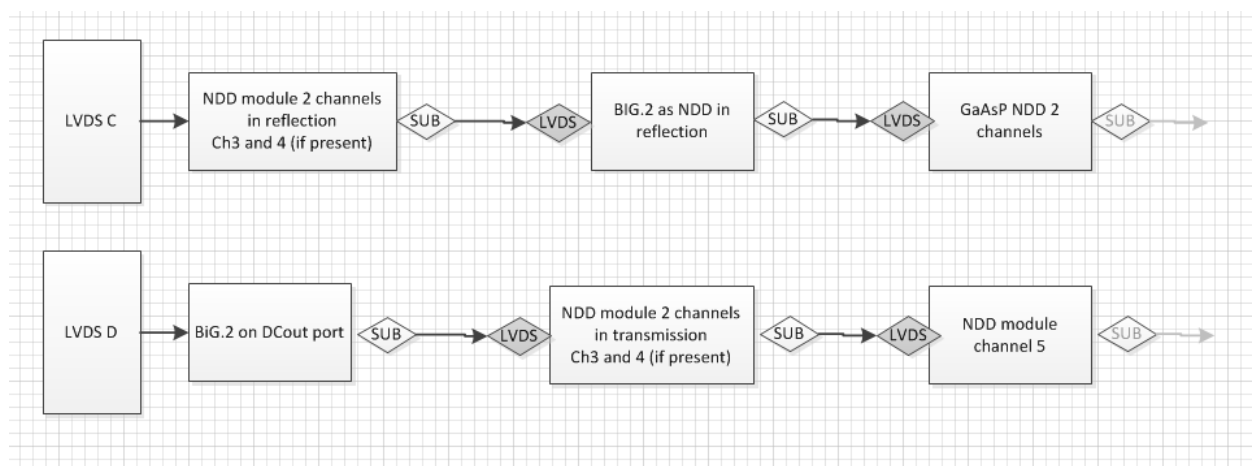 LVDS C
NDD module 2 channels
in reflection
Ch3 and 4 (if present)
SUB
LVDS
BIG.2 as NDD in
reflection
SUB
LVDS
GaAsP NDD 2
channels
SUB
LVDS D
BiG.2 on DCout port
SUB
LVDS
NDD module 2 channels
in transmission
Ch3 and 4 (if present)
SUB
LVDS
NDD module
channel 5
SUB